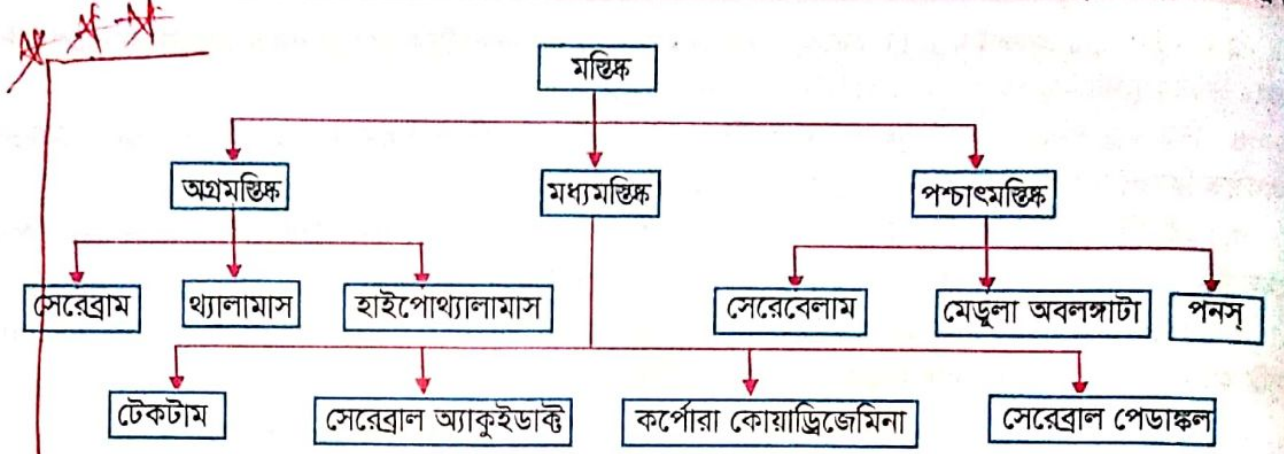 মস্তিষ্ক
অগ্রমস্তিষ্ক মধ্যমস্তিষ্ক পশ্চাৎমস্তিষ্ক
সেরেব্রাম থ্যালামাস হাইপোথ্যালামাস সেরেবেলাম মেডুলা অবলঙ্গাটা পনস্
টেকটাম সেরেব্রাল অ্যাকুইডাক্ট কর্পোরা কোয়াড্রিজেমিনা সেরেব্রাল পেডাঙ্কল